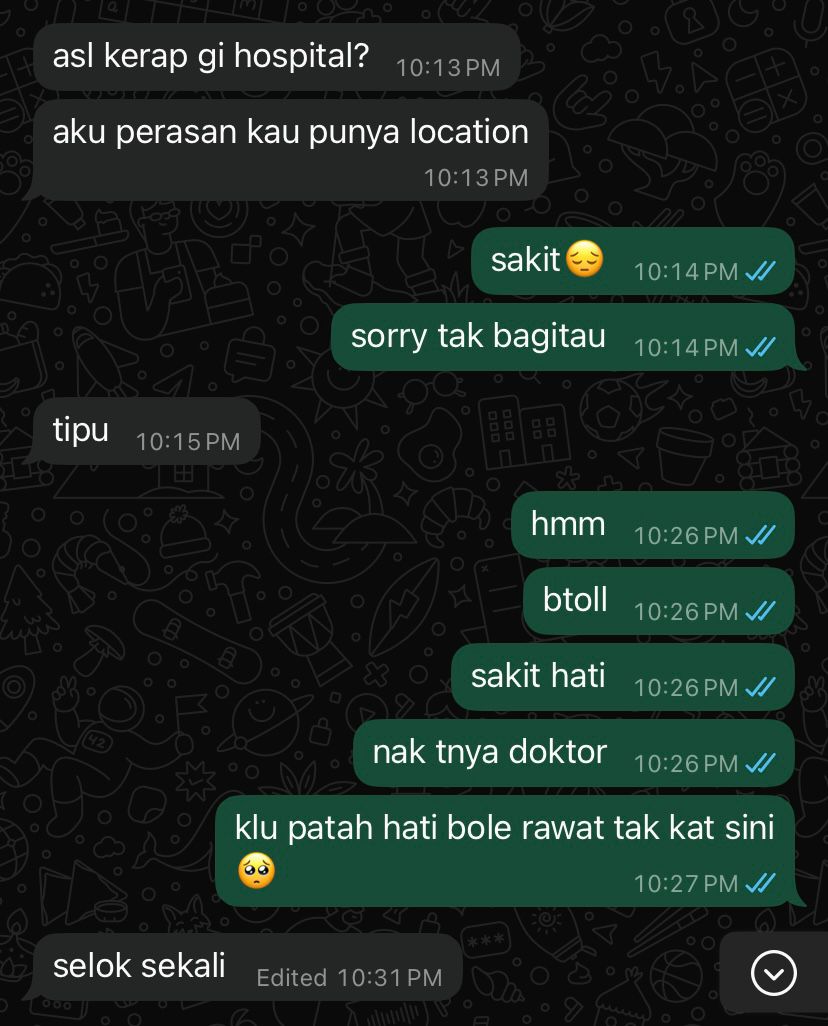 asl kerap gi hospital? 10:13 PM
aku perasan kau punya location
10:13 PM
sakit😔 10:14 PM
sorry tak bagitau 10:14 PM
tipu 10:15 PM
hmm 10:26 PM
btoll 10:26 PM
sakit hati 10:26 PM
nak tnya doktor 10:26 PM
klu patah hati bole rawat tak kat sini
🥺 10:27 PM
selok sekali Edited 10:31 PM